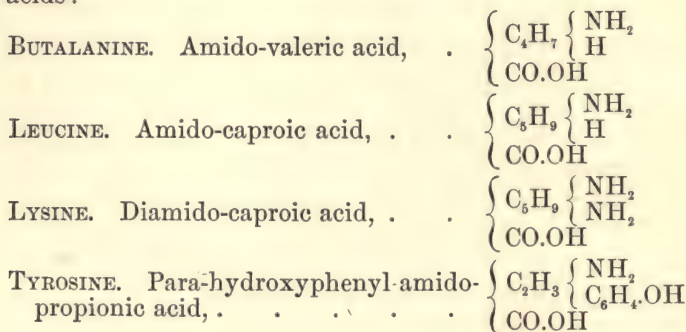 acids:
BUTALANINE. Amido-valeric acid, . { C₄H₇ { NH₂
H
CO.OH
LEUCINE. Amido-caproic acid, . . { C₅H₉ { NH₂
H
CO.OH
LYSINE. Diamido-caproic acid, . . { C₅H₉ { NH₂
NH₂
CO.OH
TYROSINE. Para-hydroxyphenyl-amido- { C₂H₃ { NH₂
propionic acid, . . . . C₆H₄.OH
CO.OH